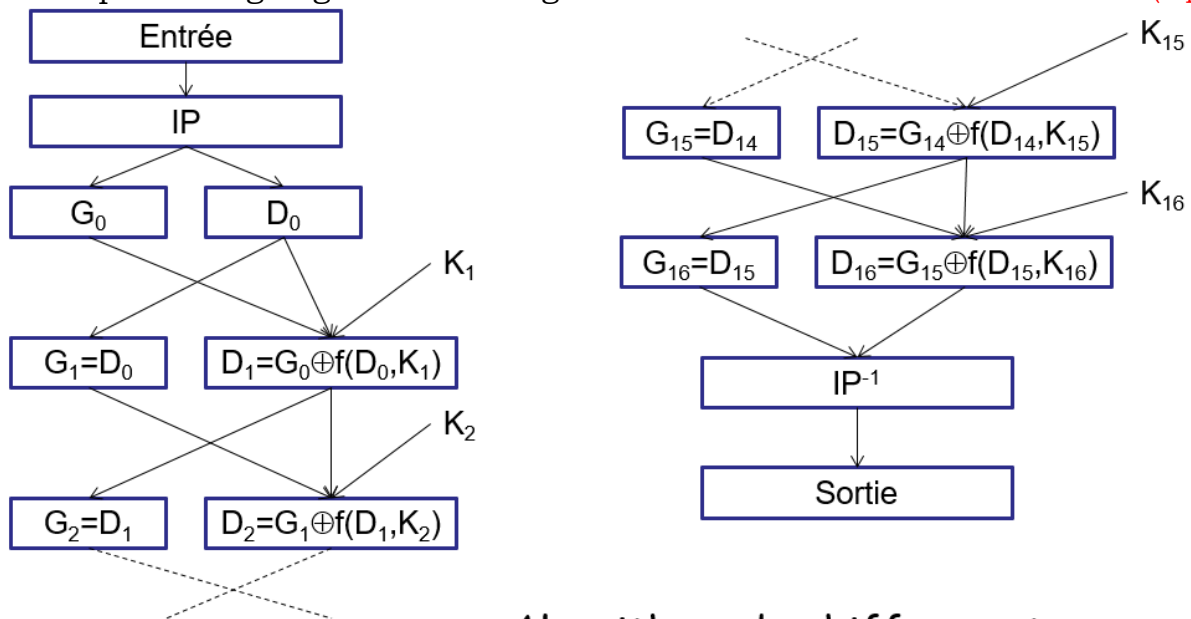 Entrée
IP
G₀ D₀
K₁
G₁=D₀ D₁=G₀⊕f(D₀,K₁)
K₂
G₂=D₁ D₂=G₁⊕f(D₁,K₂)
K₁₅
G₁₅=D₁₄ D₁₅=G₁₄⊕f(D₁₄,K₁₅)
K₁₆
G₁₆=D₁₅ D₁₆=G₁₅⊕f(D₁₅,K₁₆)
IP⁻¹
Sortie